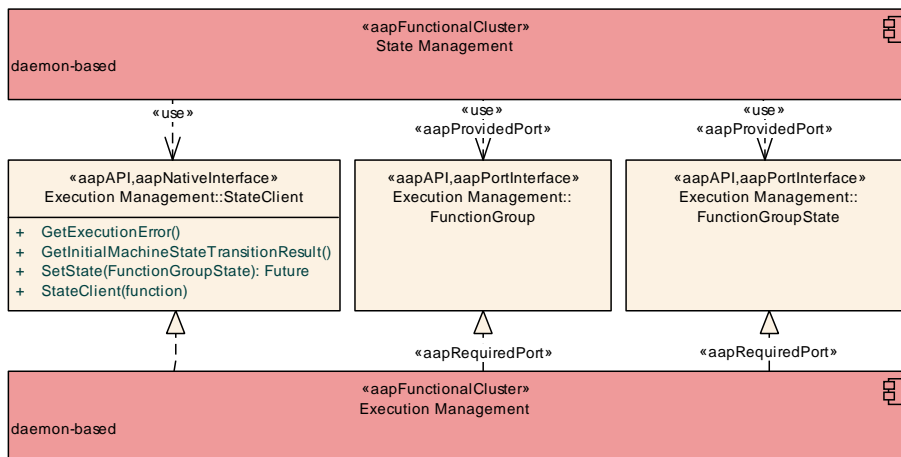 «aapFunctionalCluster»
State Management
daemon-based
«use»
«use»
«aapProvidedPort»
«use»
«aapProvidedPort»
«aapAPI,aapNativeInterface»
Execution Management::StateClient
+ GetExecutionError()
+ GetInitialMachineStateTransitionResult()
+ SetState(FunctionGroupState): Future
+ StateClient(function)
«aapAPI,aapPortInterface»
Execution Management::
FunctionGroup
«aapAPI,aapPortInterface»
Execution Management::
FunctionGroupState
«aapRequiredPort»
«aapRequiredPort»
«aapFunctionalCluster»
Execution Management
daemon-based